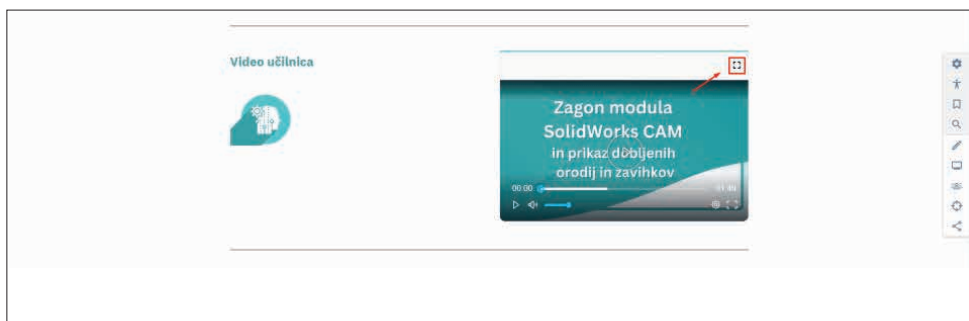 Video učilnica
Zagon modula
SolidWorks CAM
in prikaz dobljenih
orodij in zavihkov
00:00